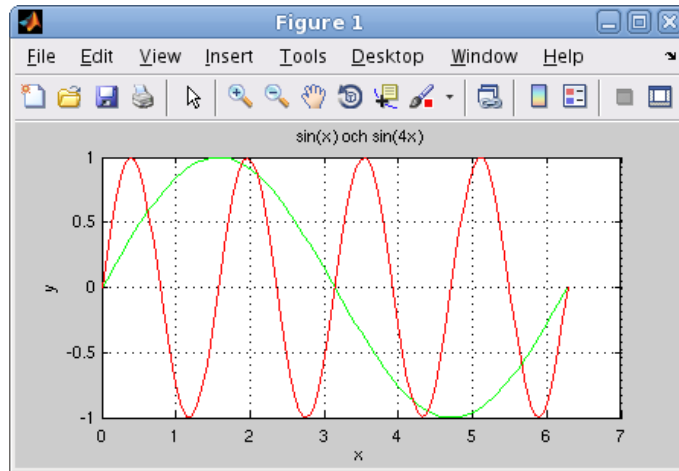 Figure 1
File Edit View Insert Tools Desktop Window Help
sin(x) och sin(4x)
1
0.5
0
-0.5
-1
y
0 1 2 3 4 5 6 7
x